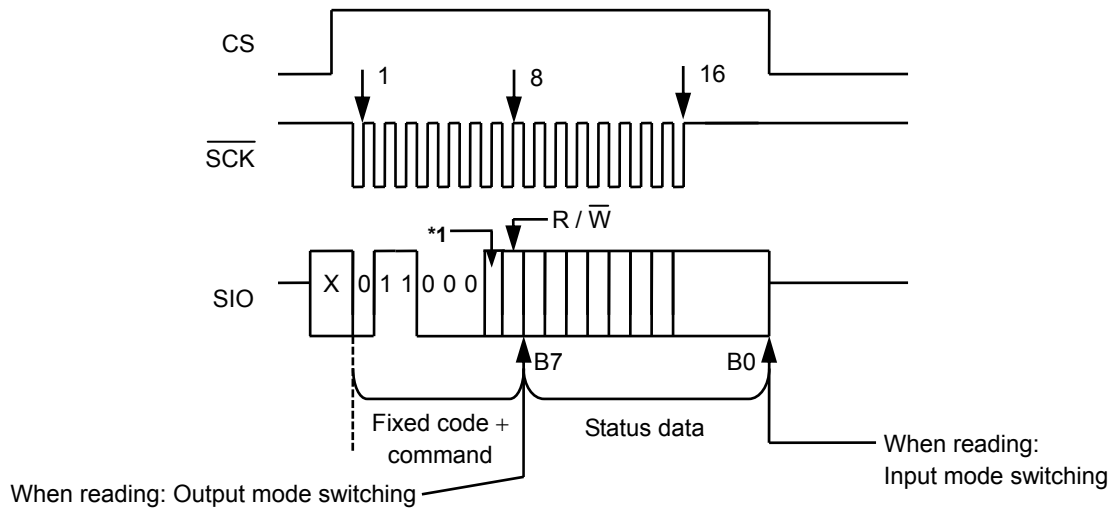 CS
1 8 16
S̅C̅K̅
*1 R / W̅
SIO X 0 1 1 0 0 0
B7 B0
Fixed code + Status data
command
When reading:
Input mode switching
When reading: Output mode switching